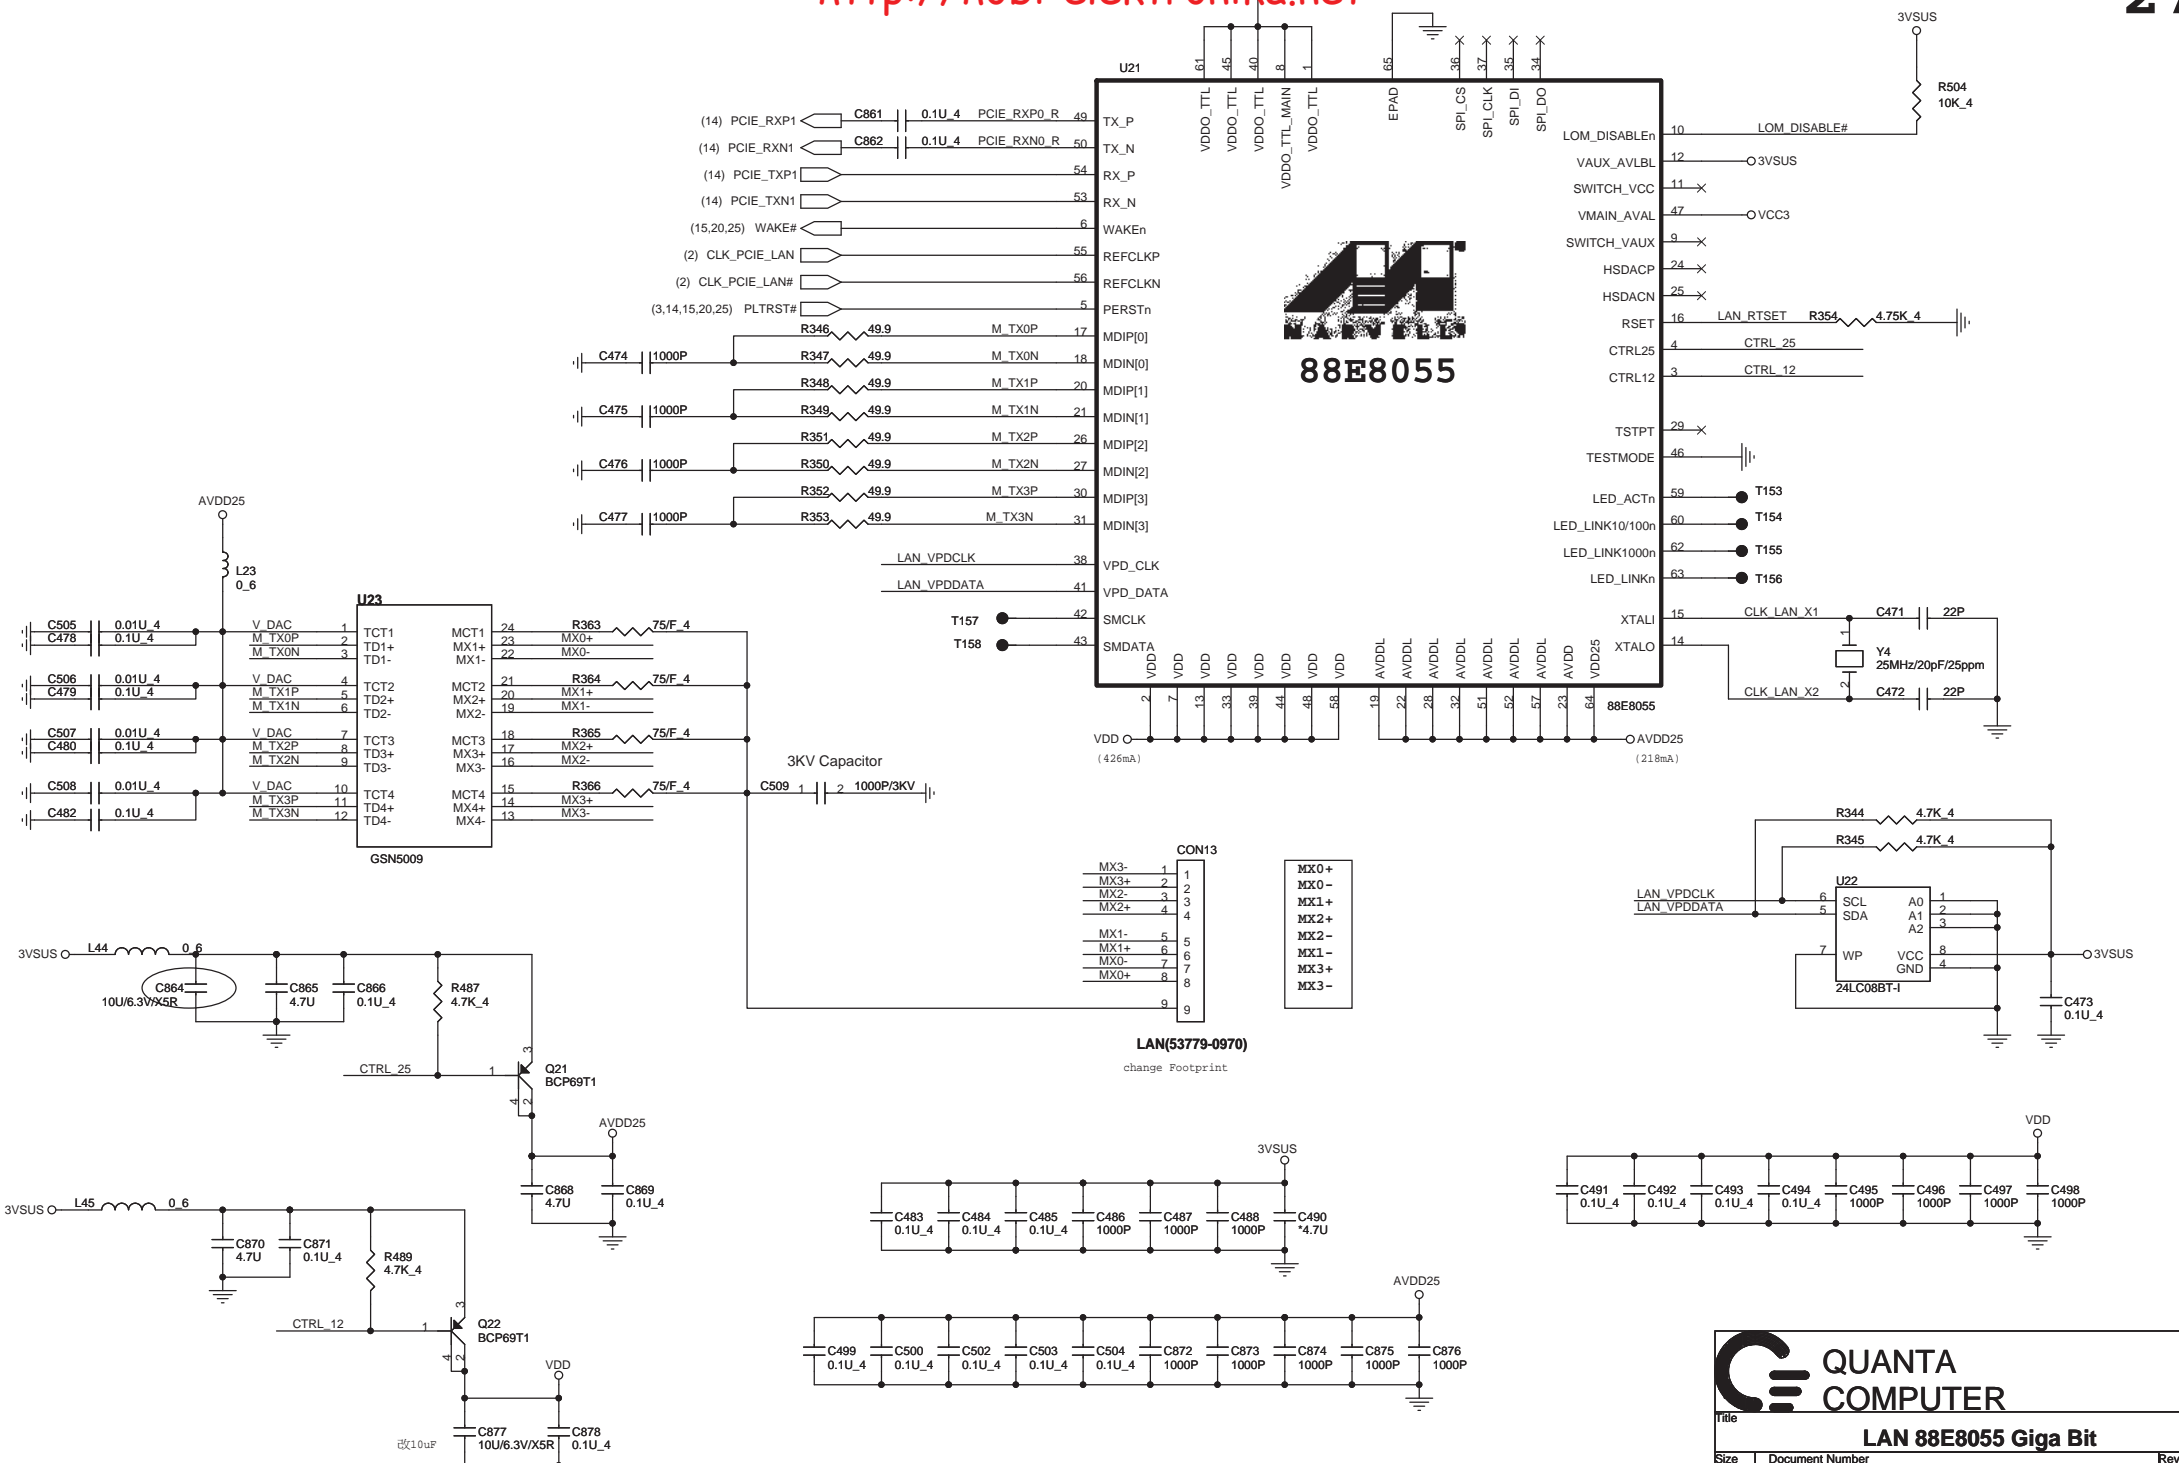 3VSUS
R504
10K_4
U21
61 45 40 8 1 65 36 37 35 34
VDDO_TTL VDDO_TTL VDDO_TTL VDDO_TTL_MAIN VDDO_TTL EPAD SPI_CS SPI_CLK SPI_DI SPI_DO
(14) PCIE_RXP1 C861 0.1U_4 PCIE_RXP0_R 49 TX_P
(14) PCIE_RXN1 C862 0.1U_4 PCIE_RXN0_R 50 TX_N
(14) PCIE_TXP1 54 RX_P
(14) PCIE_TXN1 53 RX_N
(15,20,25) WAKE# 6 WAKEn
(2) CLK_PCIE_LAN 55 REFCLKP
(2) CLK_PCIE_LAN# 56 REFCLKN
(3,14,15,20,25) PLTRST# 5 PERSTn
R346 49.9 M_TX0P 17 MDIP[0]
C474 1000P R347 49.9 M_TX0N 18 MDIN[0]
R348 49.9 M_TX1P 20 MDIP[1]
C475 1000P R349 49.9 M_TX1N 21 MDIN[1]
R351 49.9 M_TX2P 26 MDIP[2]
C476 1000P R350 49.9 M_TX2N 27 MDIN[2]
R352 49.9 M_TX3P 30 MDIP[3]
C477 1000P R353 49.9 M_TX3N 31 MDIN[3]
LAN_VPDCLK 38 VPD_CLK
LAN_VPDDATA 41 VPD_DATA
T157 42 SMCLK
T158 43 SMDATA
MARVELL
88E8055
LOM_DISABLEn 10 LOM_DISABLE#
VAUX_AVLBL 12 3VSUS
SWITCH_VCC 11
VMAIN_AVAL 47 VCC3
SWITCH_VAUX 9
HSDACP 24
HSDACN 25
RSET 16 LAN_RTSET R354 4.75K_4
CTRL25 4 CTRL_25
CTRL12 3 CTRL_12
TSTPT 29
TESTMODE 46
LED_ACTn 59 T153
LED_LINK10/100n 60 T154
LED_LINK1000n 62 T155
LED_LINKn 63 T156
XTALI 15 CLK_LAN_X1 C471 22P
1 Y4
25MHz/20pF/25ppm
2
XTALO 14 CLK_LAN_X2 C472 22P
VDD VDD VDD VDD VDD VDD VDD VDD AVDDL AVDDL AVDDL AVDDL AVDDL AVDDL AVDDL AVDD VDD25
2 7 13 33 39 44 48 58 19 22 28 32 51 52 57 23 64 88E8055
VDD AVDD25
(426mA) (218mA)
AVDD25
L23
0_6
U23
C505 0.01U_4 V_DAC 1 TCT1 MCT1 24 R363 75/F_4
C478 0.1U_4 M_TX0P 2 TD1+ MX1+ 23 MX0+
M_TX0N 3 TD1- MX1- 22 MX0-
C506 0.01U_4 V_DAC 4 TCT2 MCT2 21 R364 75/F_4
C479 0.1U_4 M_TX1P 5 TD2+ MX2+ 20 MX1+
M_TX1N 6 TD2- MX2- 19 MX1-
C507 0.01U_4 V_DAC 7 TCT3 MCT3 18 R365 75/F_4
C480 0.1U_4 M_TX2P 8 TD3+ MX3+ 17 MX2+
M_TX2N 9 TD3- MX3- 16 MX2-
C508 0.01U_4 V_DAC 10 TCT4 MCT4 15 R366 75/F_4
M_TX3P 11 TD4+ MX4+ 14 MX3+
C482 0.1U_4 M_TX3N 12 TD4- MX4- 13 MX3-
GSN5009
3KV Capacitor
C509 1 2 1000P/3KV
CON13
MX3- 1 1
MX3+ 2 2
MX2- 3 3
MX2+ 4 4
MX1- 5 5
MX1+ 6 6
MX0- 7 7
MX0+ 8 8
9 9
LAN(53779-0970)
change Footprint
MX0+
MX0-
MX1+
MX2+
MX2-
MX1-
MX3+
MX3-
R344 4.7K_4
R345 4.7K_4
U22
LAN_VPDCLK 6 SCL A0 1
LAN_VPDDATA 5 SDA A1 2
A2 3
7 WP VCC 8 3VSUS
GND 4
24LC08BT-I
C473
0.1U_4
3VSUS L44 0_6
C864 10U/6.3V/X5R
C865 4.7U
C866 0.1U_4
R487 4.7K_4
CTRL_25 1 3 4 2
Q21
BCP69T1
AVDD25
C868 4.7U
C869 0.1U_4
3VSUS L45 0_6
C870 4.7U
C871 0.1U_4
R489 4.7K_4
CTRL_12 1 3 4 2
Q22
BCP69T1
VDD
改10uF
C877 10U/6.3V/X5R
C878 0.1U_4
3VSUS
C483 C484 C485 C486 C487 C488 C490
0.1U_4 0.1U_4 0.1U_4 1000P 1000P 1000P *4.7U
AVDD25
C499 C500 C502 C503 C504 C872 C873 C874 C875 C876
0.1U_4 0.1U_4 0.1U_4 0.1U_4 0.1U_4 1000P 1000P 1000P 1000P 1000P
VDD
C491 C492 C493 C494 C495 C496 C497 C498
0.1U_4 0.1U_4 0.1U_4 0.1U_4 1000P 1000P 1000P 1000P
QUANTA
COMPUTER
Title
LAN 88E8055 Giga Bit
Size Document Number Rev